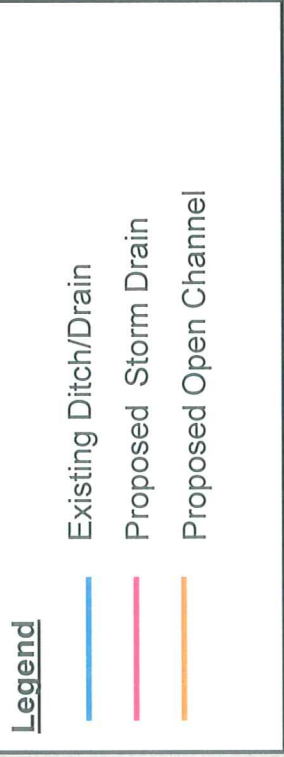 Legend
Existing Ditch/Drain
Proposed Storm Drain
Proposed Open Channel